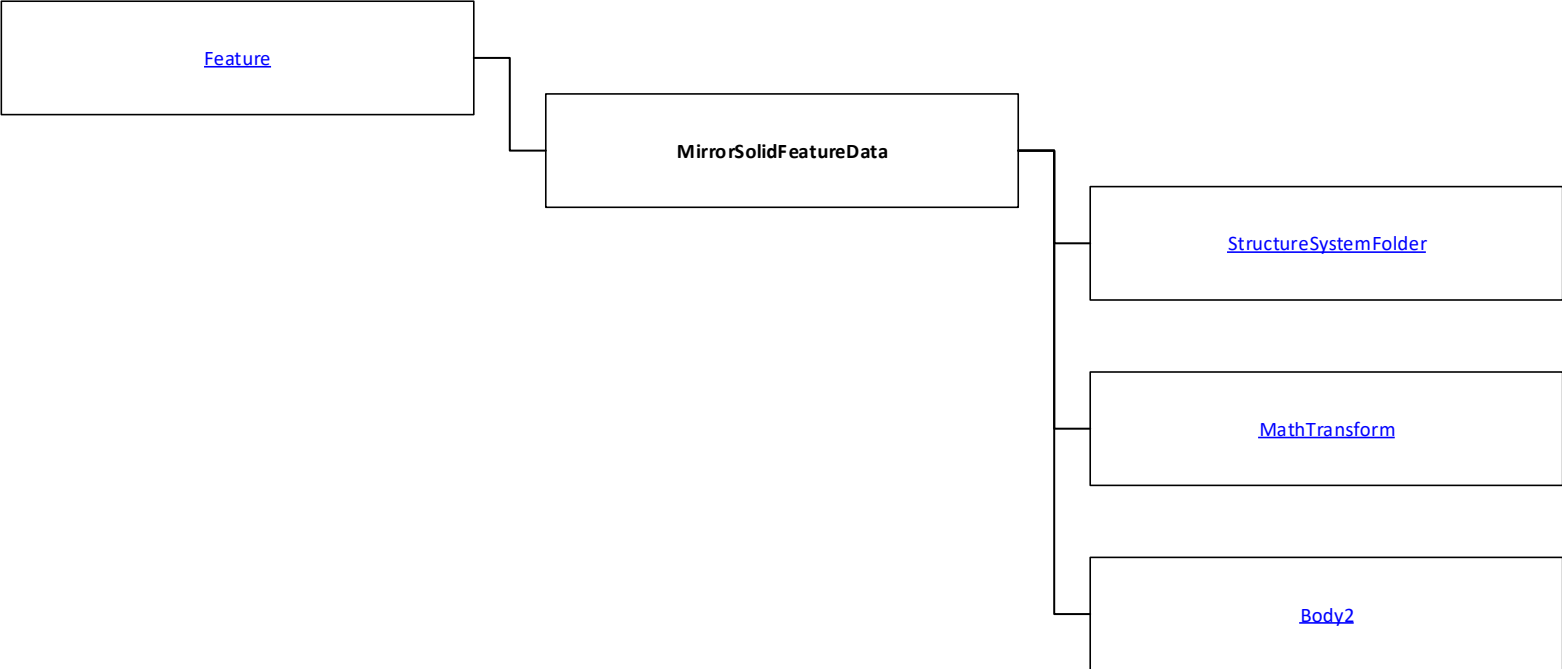 Feature
MirrorSolidFeatureData
StructureSystemFolder
MathTransform
Body2